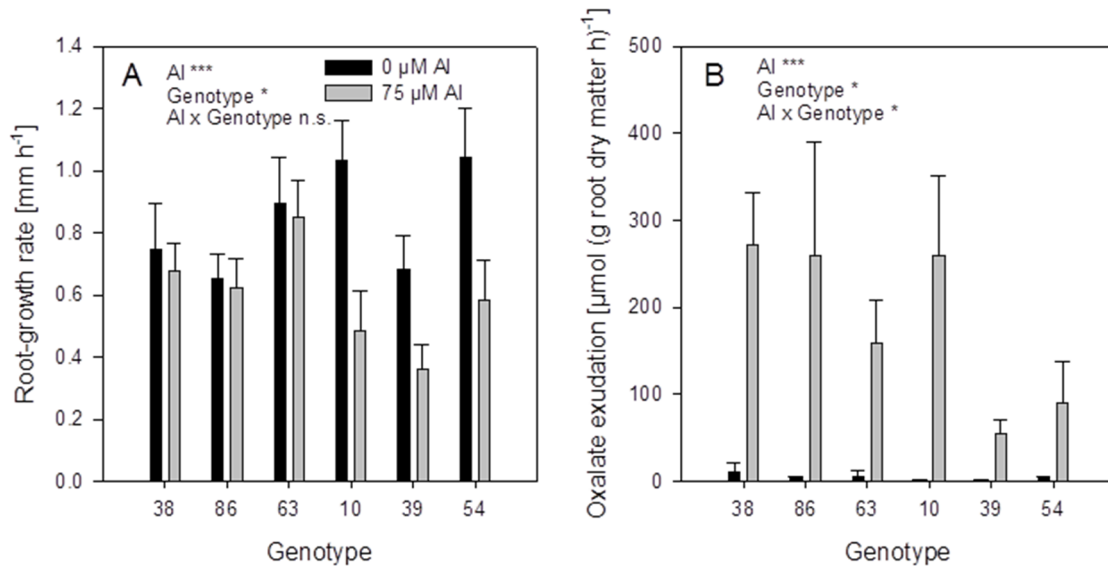 A
Al ***
Genotype *
Al x Genotype n.s.
0 µM Al
75 µM Al
Root-growth rate [mm h-1]
1.4
1.2
1.0
0.8
0.6
0.4
0.2
0.0
38 86 63 10 39 54
Genotype
B
Al ***
Genotype *
Al x Genotype *
Oxalate exudation [µmol (g root dry matter h)-1]
500
400
300
200
100
0
38 86 63 10 39 54
Genotype